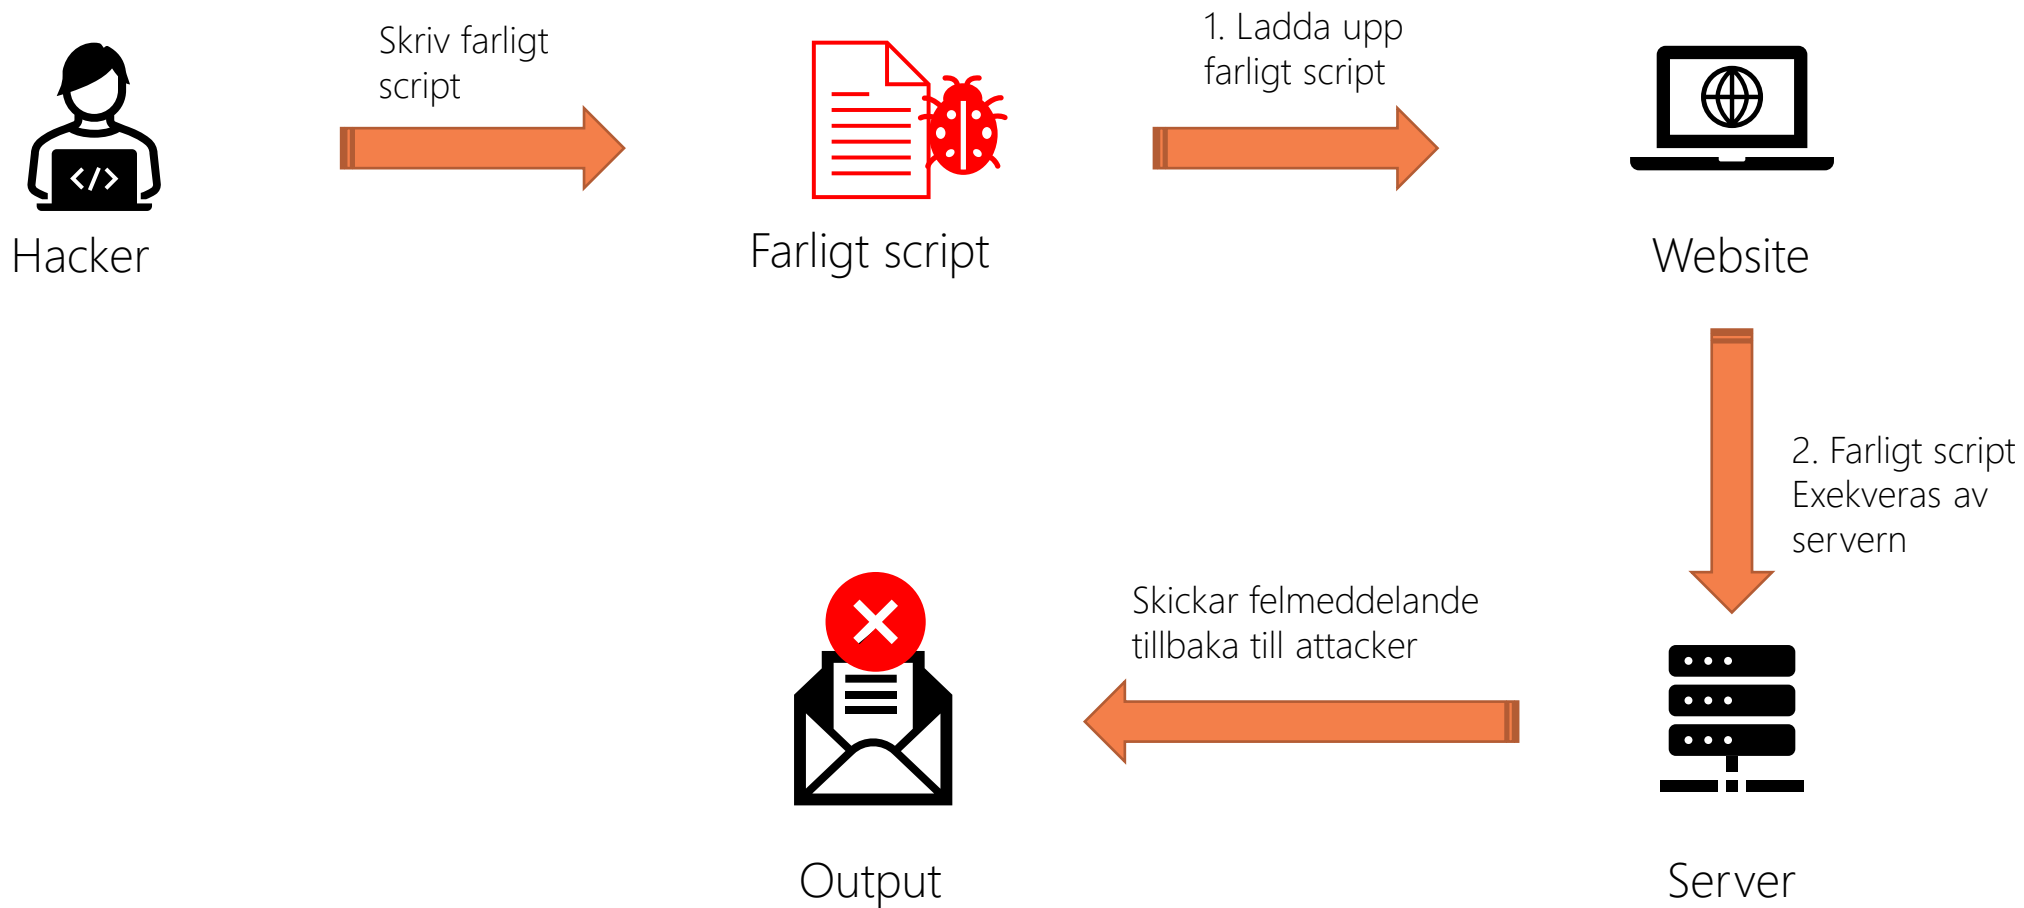 Skriv farligt
script
1. Ladda upp
farligt script
</>
Hacker
Farligt script
Website
2. Farligt script
Exekveras av
servern
Skickar felmeddelande
tillbaka till attacker
Output
Server